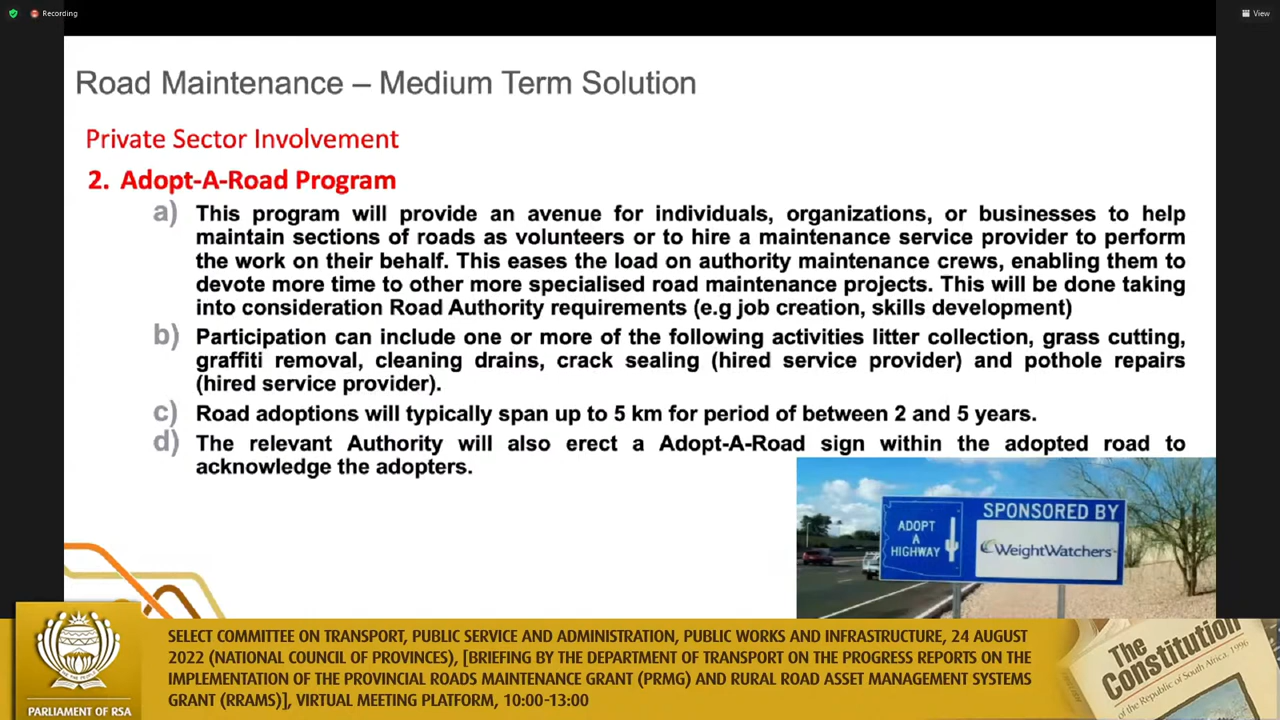 Recording
View
Road Maintenance – Medium Term Solution
Private Sector Involvement
2. Adopt-A-Road Program
a) This program will provide an avenue for individuals, organizations, or businesses to help
maintain sections of roads as volunteers or to hire a maintenance service provider to perform
the work on their behalf. This eases the load on authority maintenance crews, enabling them to
devote more time to other more specialised road maintenance projects. This will be done taking
into consideration Road Authority requirements (e.g job creation, skills development)
b) Participation can include one or more of the following activities litter collection, grass cutting,
graffiti removal, cleaning drains, crack sealing (hired service provider) and pothole repairs
(hired service provider).
c) Road adoptions will typically span up to 5 km for period of between 2 and 5 years.
d) The relevant Authority will also erect a Adopt-A-Road sign within the adopted road to
acknowledge the adopters.
ADOPT
A
HIGHWAY
SPONSORED BY
WeightWatchers
SELECT COMMITTEE ON TRANSPORT, PUBLIC SERVICE AND ADMINISTRATION, PUBLIC WORKS AND INFRASTRUCTURE, 24 AUGUST
2022 (NATIONAL COUNCIL OF PROVINCES), [BRIEFING BY THE DEPARTMENT OF TRANSPORT ON THE PROGRESS REPORTS ON THE
IMPLEMENTATION OF THE PROVINCIAL ROADS MAINTENANCE GRANT (PRMG) AND RURAL ROAD ASSET MANAGEMENT SYSTEMS
GRANT (RRAMS)], VIRTUAL MEETING PLATFORM, 10:00-13:00
PARLIAMENT OF RSA
The
Constitution
of the Republic of South Africa, 1996